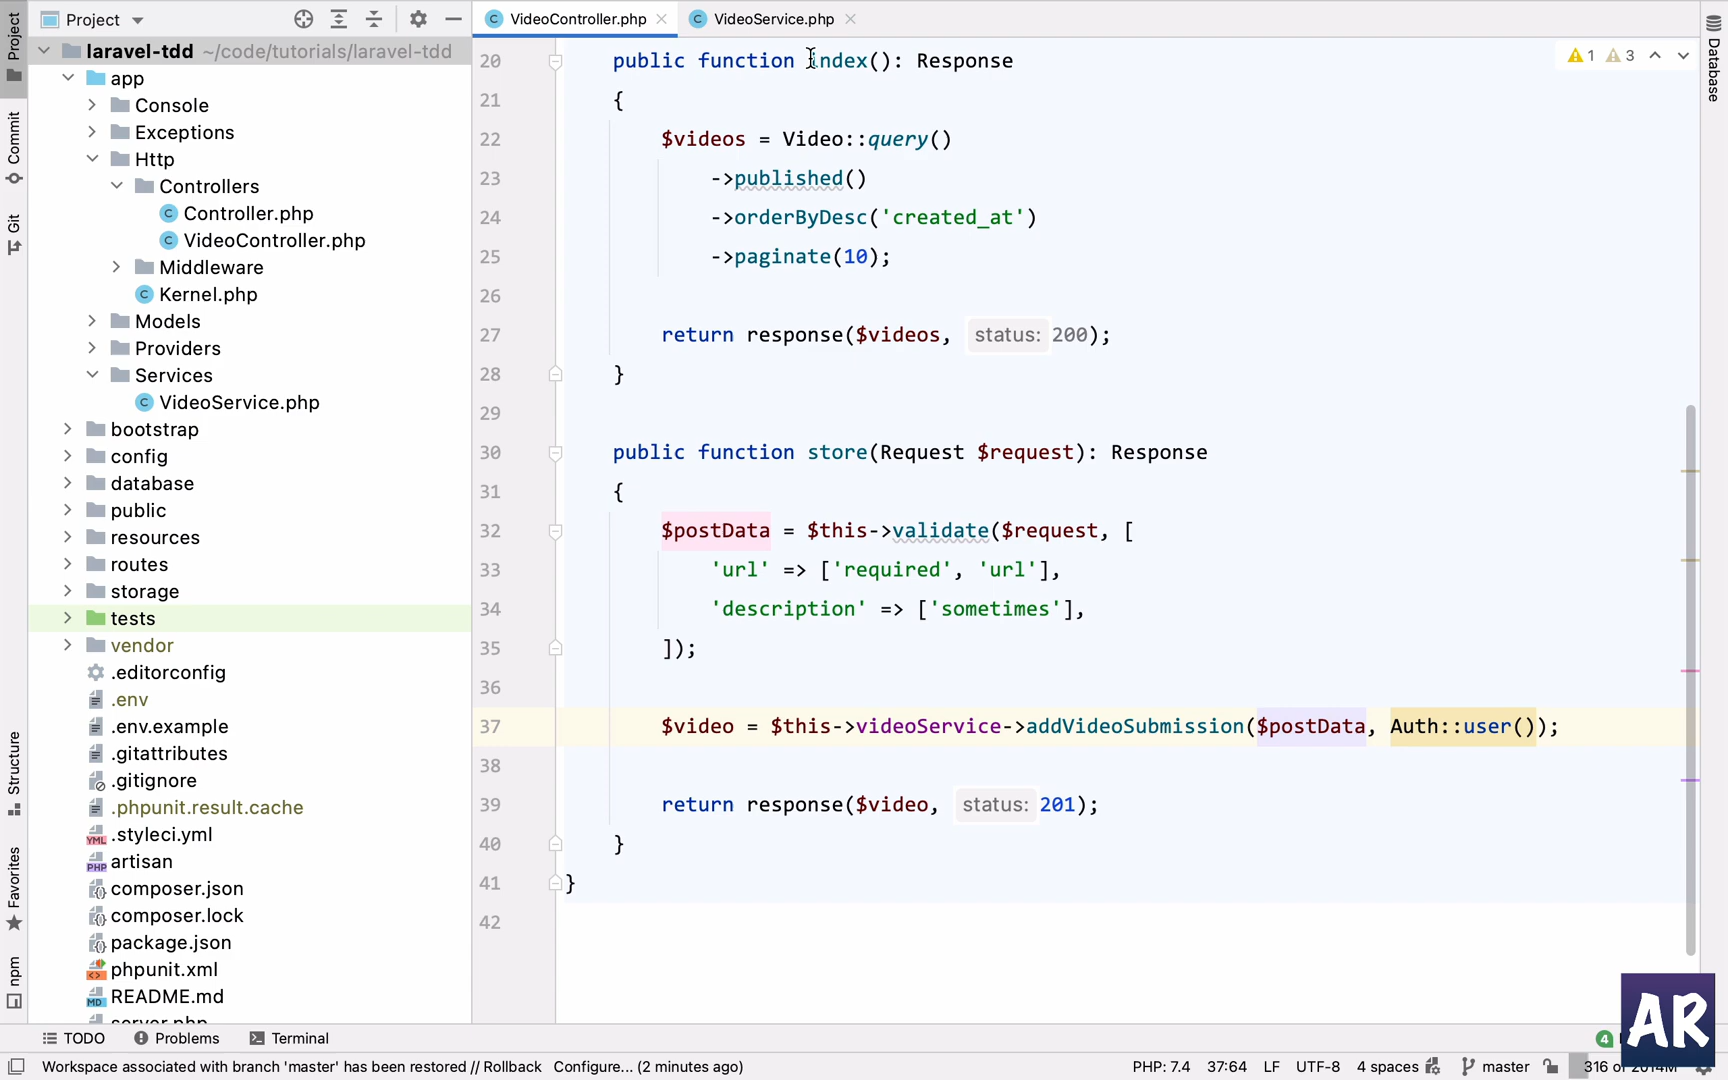 Project
VideoController.php
VideoService.php
Project
Commit
Git
Structure
Favorites
npm
Database
laravel-tdd ~/code/tutorials/laravel-tdd
app
Console
Exceptions
Http
Controllers
Controller.php
VideoController.php
Middleware
Kernel.php
Models
Providers
Services
VideoService.php
bootstrap
config
database
public
resources
routes
storage
tests
vendor
.editorconfig
.env
.env.example
.gitattributes
.gitignore
.phpunit.result.cache
.styleci.yml
artisan
composer.json
composer.lock
package.json
phpunit.xml
README.md
server.php
1 3
20 public function index(): Response
21 {
22 $videos = Video::query()
23 ->published()
24 ->orderByDesc('created_at')
25 ->paginate(10);
26
27 return response($videos, status: 200);
28 }
29
30 public function store(Request $request): Response
31 {
32 $postData = $this->validate($request, [
33 'url' => ['required', 'url'],
34 'description' => ['sometimes'],
35 ]);
36
37 $video = $this->videoService->addVideoSubmission($postData, Auth::user());
38
39 return response($video, status: 201);
40 }
41 }
42
AR
TODO Problems Terminal 4
Workspace associated with branch 'master' has been restored // Rollback Configure... (2 minutes ago) PHP: 7.4 37:64 LF UTF-8 4 spaces master 316 of 2014M